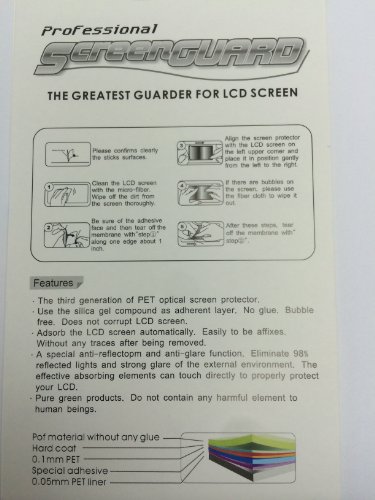 Professional
ScreenGUARD
THE GREATEST GUARDER FOR LCD SCREEN
Please confirms clearly
the sticks surfaces.
1
Clean the LCD screen
with the micro-fiber.
Wipe off the dirt from
the screen thoroughly.
2
Be sure of the adhesive
face and then tear off the
membrane with "step①"
along one edge about 1
inch.
3
Align the screen protector
with the LCD screen on
the left upper corner and
place it in position gently
from the left to the right.
4
If there are bubbles on
the screen, please use
the fiber cloth to wipe it
out.
5
After these steps, tear
off the membrane with"
step②".
Features
· The third generation of PET optical screen protector.
· Use the silica gel compound as adherent layer. No glue. Bubble
free. Does not corrupt LCD screen.
· Adsorb the LCD screen automatically. Easily to be affixes.
Without any traces after being removed.
· A special anti-reflectopm and anti-glare function. Eliminate 98%
reflected lights and strong glare of the external environment. The
effective absorbing elements can touch directly to properly protect
your LCD.
· Pure green products. Do not contain any harmful element to
human beings.
Pof material without any glue
Hard coat
0.1mm PET
Special adhesive
0.05mm PET liner